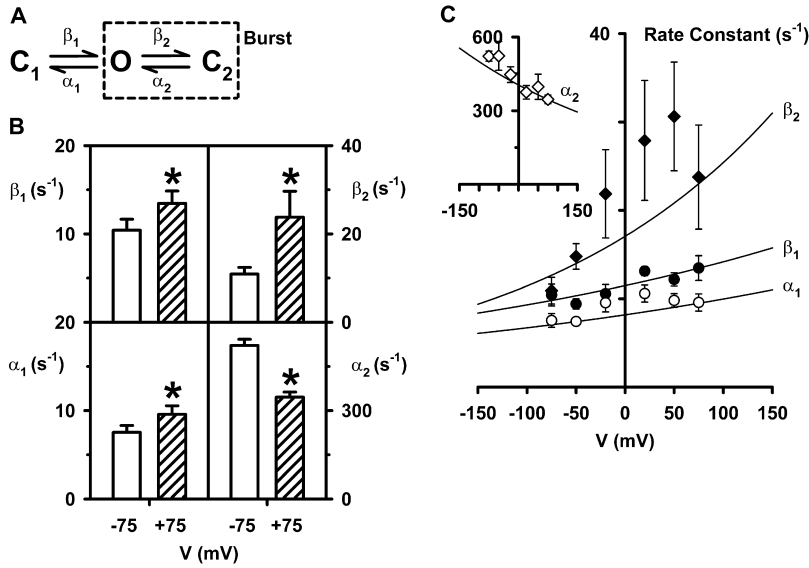 A
C1 β1 α1 O β2 α2 C2 Burst
B
20 40
β1 (s-1) β2 (s-1)
10 20
20 0
α1 (s-1) α2 (s-1)
10 300
0 0
-75 +75 -75 +75
V (mV)
C
600
300
α2
-150 150
40 Rate Constant (s-1)
β2
β1
α1
-150 -100 -50 0 50 100 150
V (mV)